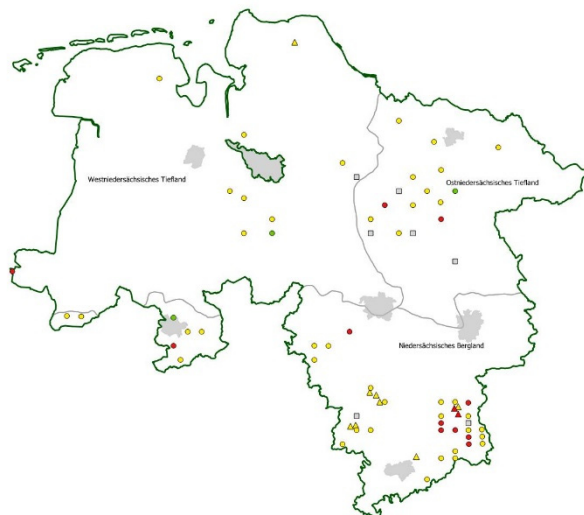 Westniedersächsisches Tiefland
Ostniedersächsisches Tiefland
Niedersächsisches Bergland